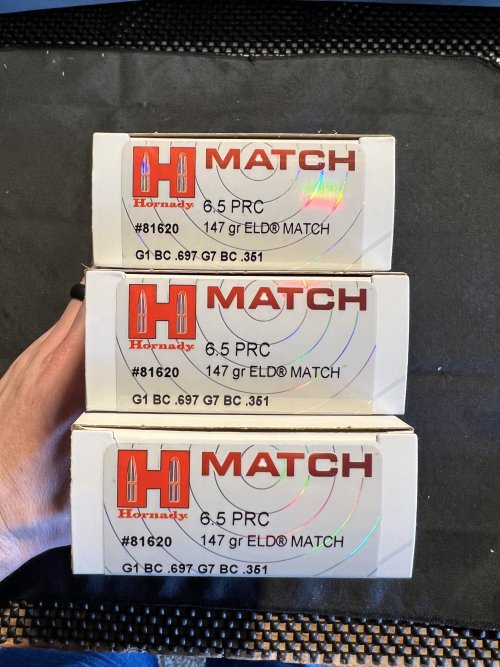 MATCH
Hornady
6.5 PRC
#81620 147 gr ELD® MATCH
G1 BC .697 G7 BC .351
MATCH
Hornady
6.5 PRC
#81620 147 gr ELD® MATCH
G1 BC .697 G7 BC .351
MATCH
Hornady
6.5 PRC
#81620 147 gr ELD® MATCH
G1 BC .697 G7 BC .351